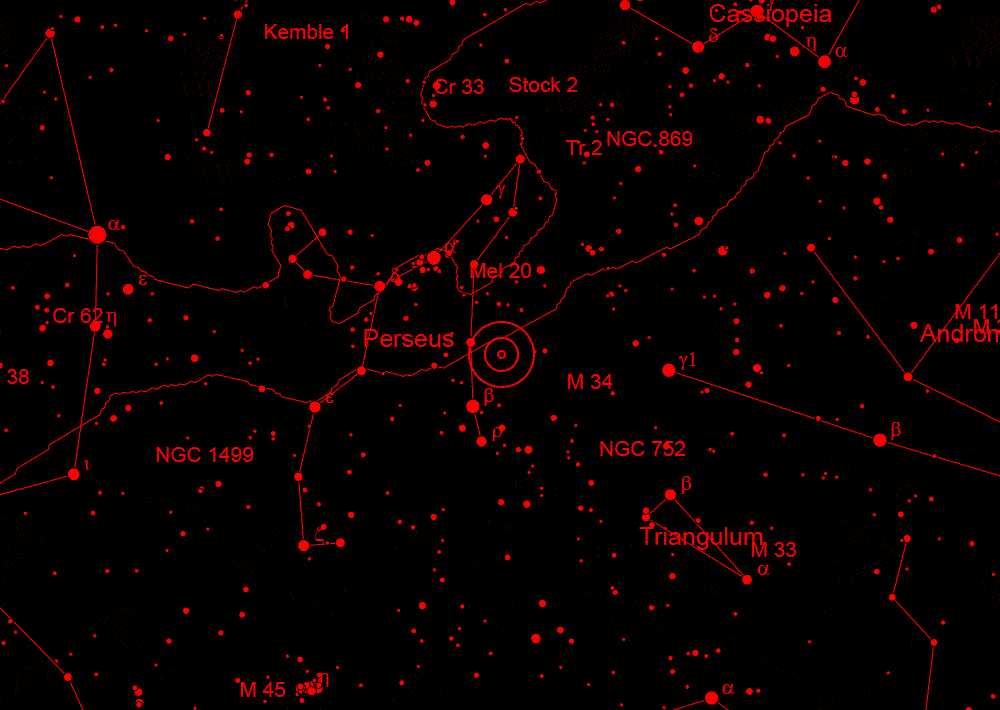 Cassiopeia
Kemble 1
δ
η
α
Cr 33
Stock 2
Tr 2
NGC 869
γ
α
α
δ
Mel 20
ε
Cr 62
η
M 11
Androm
Perseus
38
M 34
γ1
β
ε
ρ
β
NGC 1499
NGC 752
ι
β
ζ
Triangulum
M 33
α
M 45
η
α